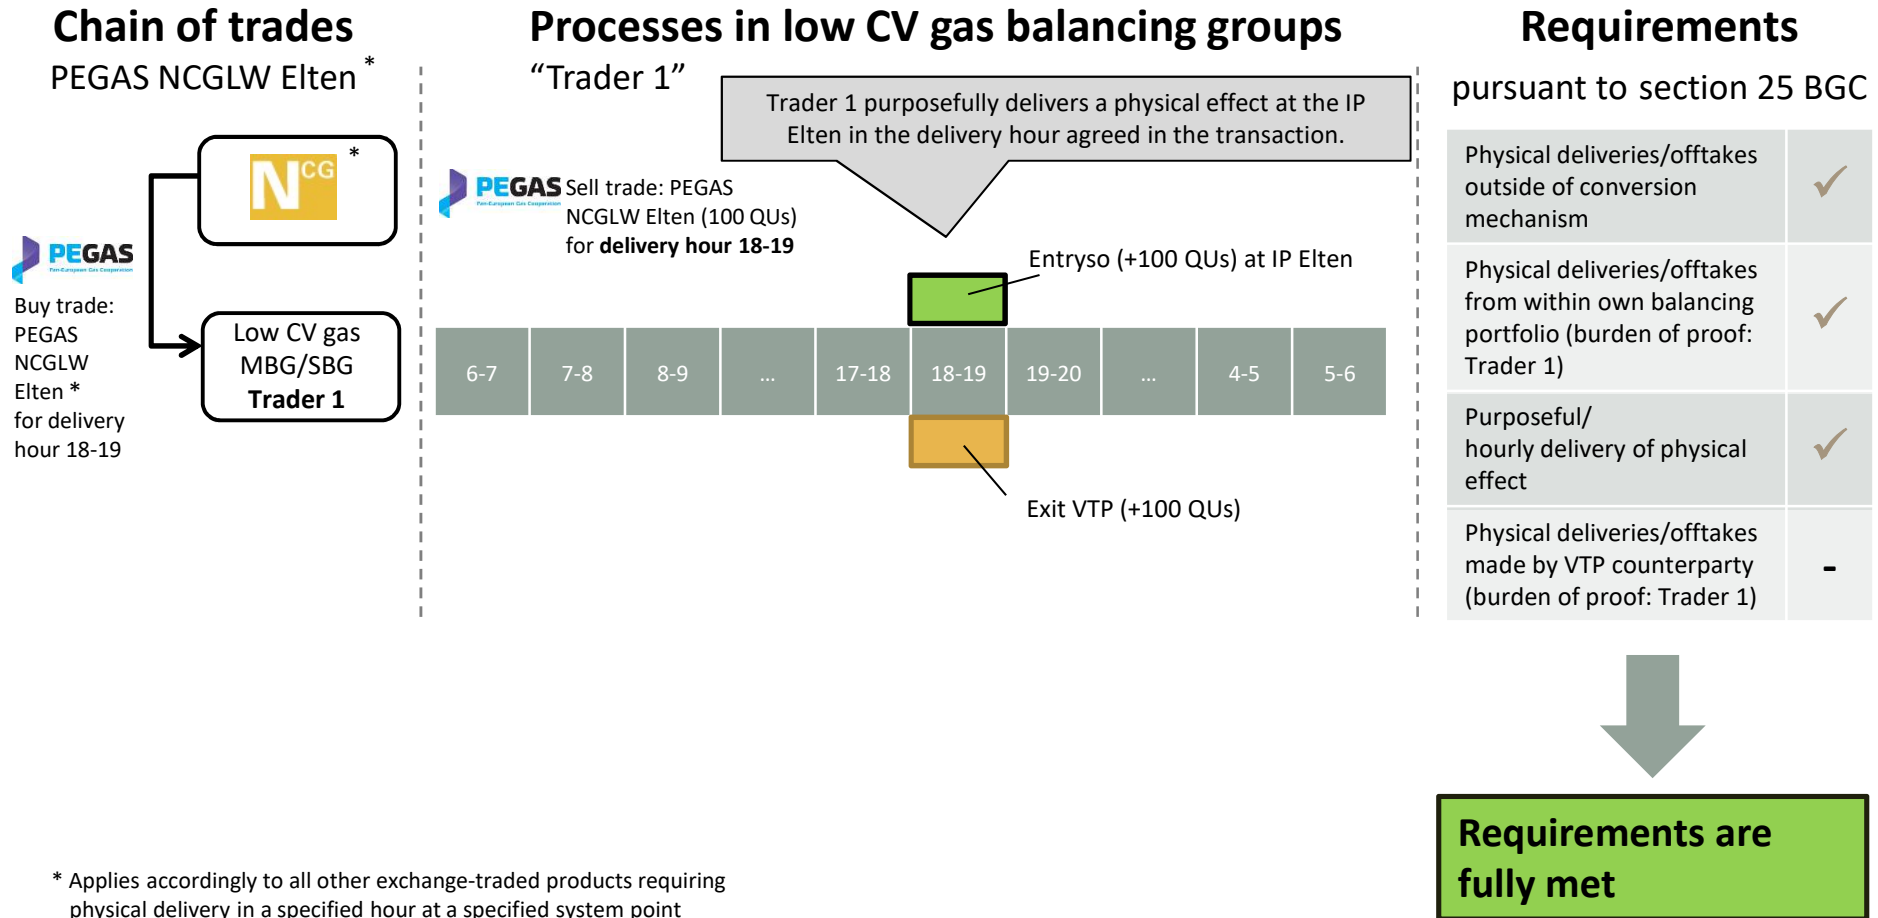 Chain of trades
PEGAS NCGLW Elten *
NCG
*
PEGAS
Pan-European Gas Cooperation
Buy trade:
PEGAS
NCGLW
Elten *
for delivery
hour 18-19
Low CV gas
MBG/SBG
Trader 1
Processes in low CV gas balancing groups
“Trader 1”
Trader 1 purposefully delivers a physical effect at the IP
Elten in the delivery hour agreed in the transaction.
PEGAS
Pan-European Gas Cooperation
Sell trade: PEGAS
NCGLW Elten (100 QUs)
for delivery hour 18-19
Entryso (+100 QUs) at IP Elten
6-7 7-8 8-9 ... 17-18 18-19 19-20 ... 4-5 5-6
Exit VTP (+100 QUs)
Requirements
pursuant to section 25 BGC
Physical deliveries/offtakes
outside of conversion
mechanism
✓
Physical deliveries/offtakes
from within own balancing
portfolio (burden of proof:
Trader 1)
✓
Purposeful/
hourly delivery of physical
effect
✓
Physical deliveries/offtakes
made by VTP counterparty
(burden of proof: Trader 1)
-
Requirements are
fully met
* Applies accordingly to all other exchange-traded products requiring
physical delivery in a specified hour at a specified system point